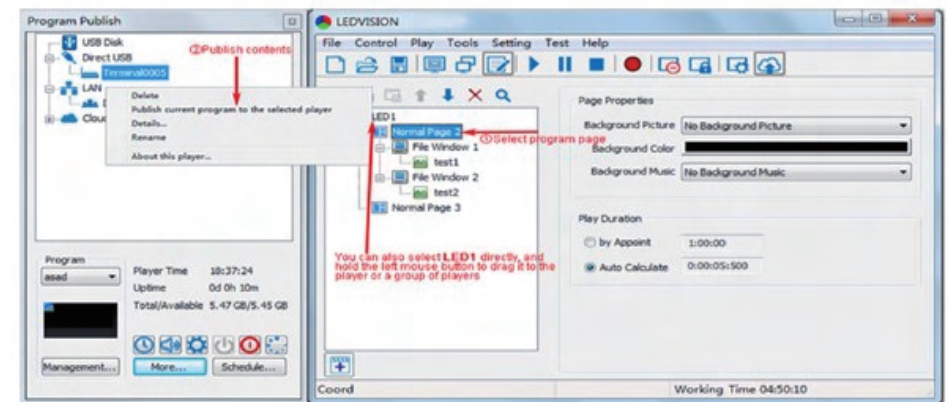 Program Publish
USB Disk
Direct USB
②Publish contents
Terminal0005
LAN
Cloud
Delete
Publish current program to the selected player
Details...
Rename
About this player...
Program
asad
Player Time 18:37:24
Uptime 0d 0h 10m
Total/Available 5.47 GB/5.45 GB
Management...
More...
Schedule...
LEDVISION
File Control Play Tools Setting Test Help
LED1
Normal Page 2
①Select program page
File Window 1
test1
File Window 2
test2
Normal Page 3
You can also select LED1 directly, and
hold the left mouse button to drag it to the
player or a group of players
Page Properties
Background Picture No Background Picture
Background Color
Background Music No Background Music
Play Duration
by Appoint 1:00:00
Auto Calculate 0:00:05:500
Coord
Working Time 04:50:10